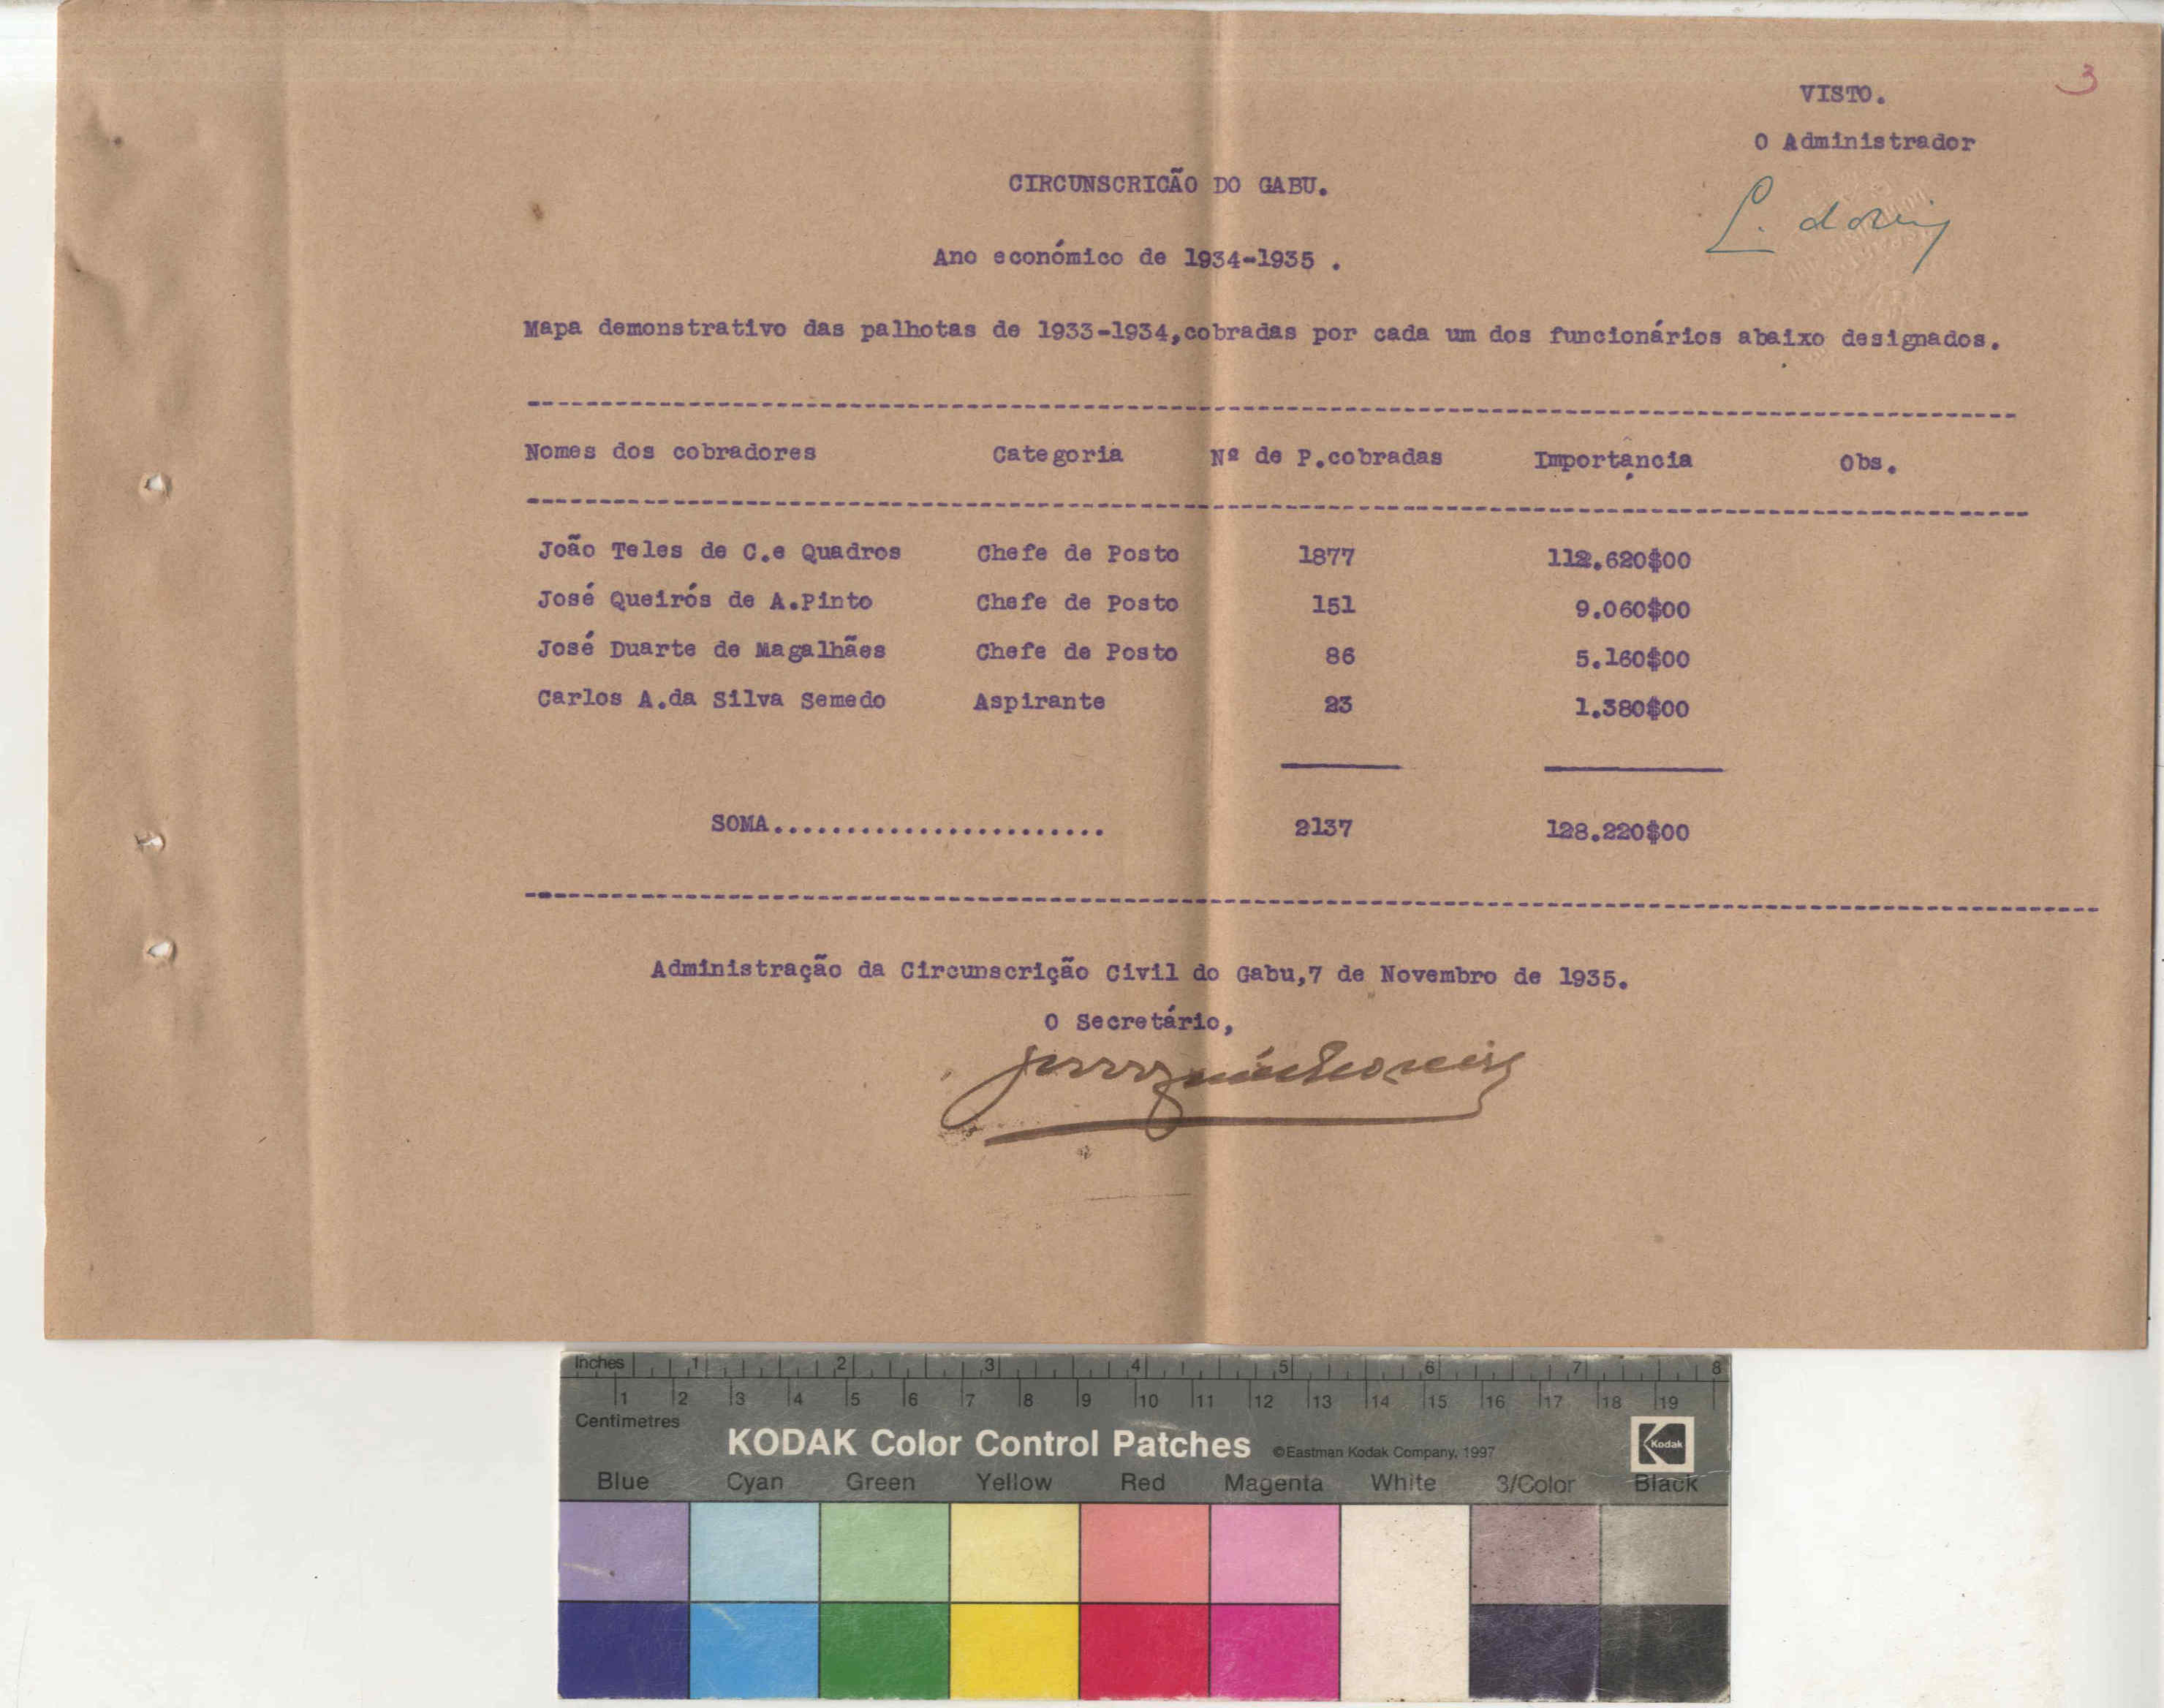 3
VISTO.
O Administrador
CIRCUNSCRICÃO DO GABU.
Ano económico de 1934-1935 .
Mapa demonstrativo das palhotas de 1933-1934,cobradas por cada um dos funcionários abaixo designados.
Nomes dos cobradores Categoria Nº de P.cobradas Importância Obs.
João Teles de C.e Quadros Chefe de Posto 1877 112.620$00
José Queirós de A.Pinto Chefe de Posto 151 9.060$00
José Duarte de Magalhães Chefe de Posto 86 5.160$00
Carlos A.da Silva Semedo Aspirante 23 1.380$00
SOMA....................... 2137 128.220$00
Administração da Circunscrição Civil do Gabu,7 de Novembro de 1935.
O Secretário,
Inches 1 2 3 4 5 6 7 8
1 2 3 4 5 6 7 8 9 10 11 12 13 14 15 16 17 18 19
Centimetres
KODAK Color Control Patches ©Eastman Kodak Company, 1997 Kodak
Blue Cyan Green Yellow Red Magenta White 3/Color Black